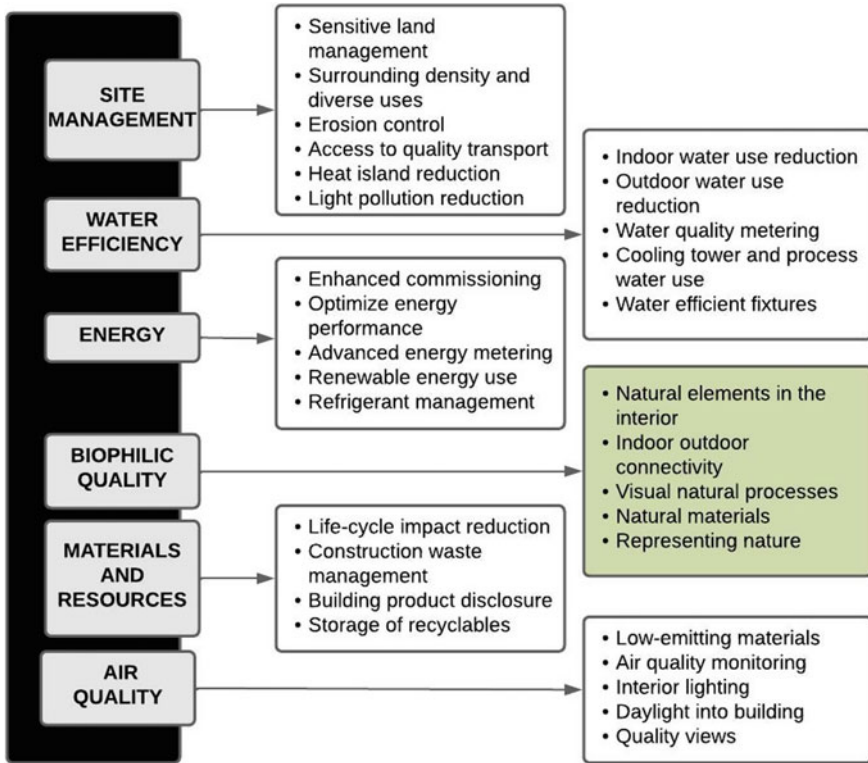 SITE
MANAGEMENT
• Sensitive land
management
• Surrounding density and
diverse uses
• Erosion control
• Access to quality transport
• Heat island reduction
• Light pollution reduction
WATER
EFFICIENCY
• Indoor water use reduction
• Outdoor water use
reduction
• Water quality metering
• Cooling tower and process
water use
• Water efficient fixtures
ENERGY
• Enhanced commissioning
• Optimize energy
performance
• Advanced energy metering
• Renewable energy use
• Refrigerant management
BIOPHILIC
QUALITY
• Natural elements in the
interior
• Indoor outdoor
connectivity
• Visual natural processes
• Natural materials
• Representing nature
MATERIALS
AND
RESOURCES
• Life-cycle impact reduction
• Construction waste
management
• Building product disclosure
• Storage of recyclables
AIR
QUALITY
• Low-emitting materials
• Air quality monitoring
• Interior lighting
• Daylight into building
• Quality views